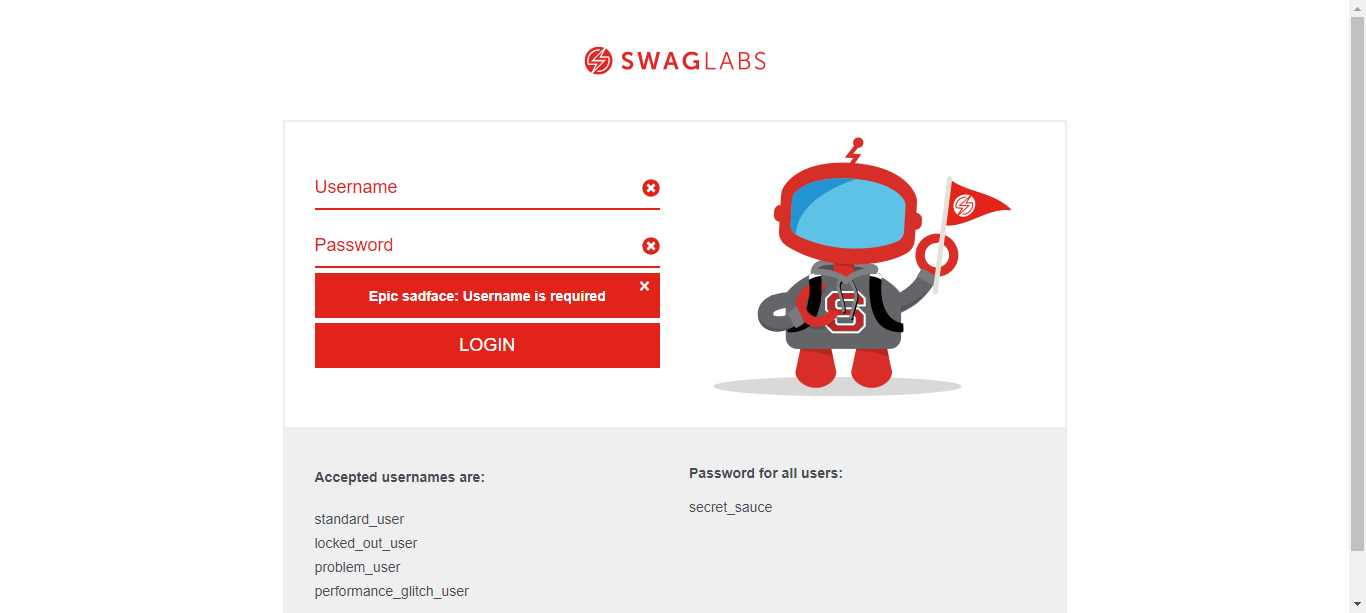 SWAGLABS
Username
Password
Epic sadface: Username is required
LOGIN
Accepted usernames are:
standard_user
locked_out_user
problem_user
performance_glitch_user
Password for all users:
secret_sauce
S